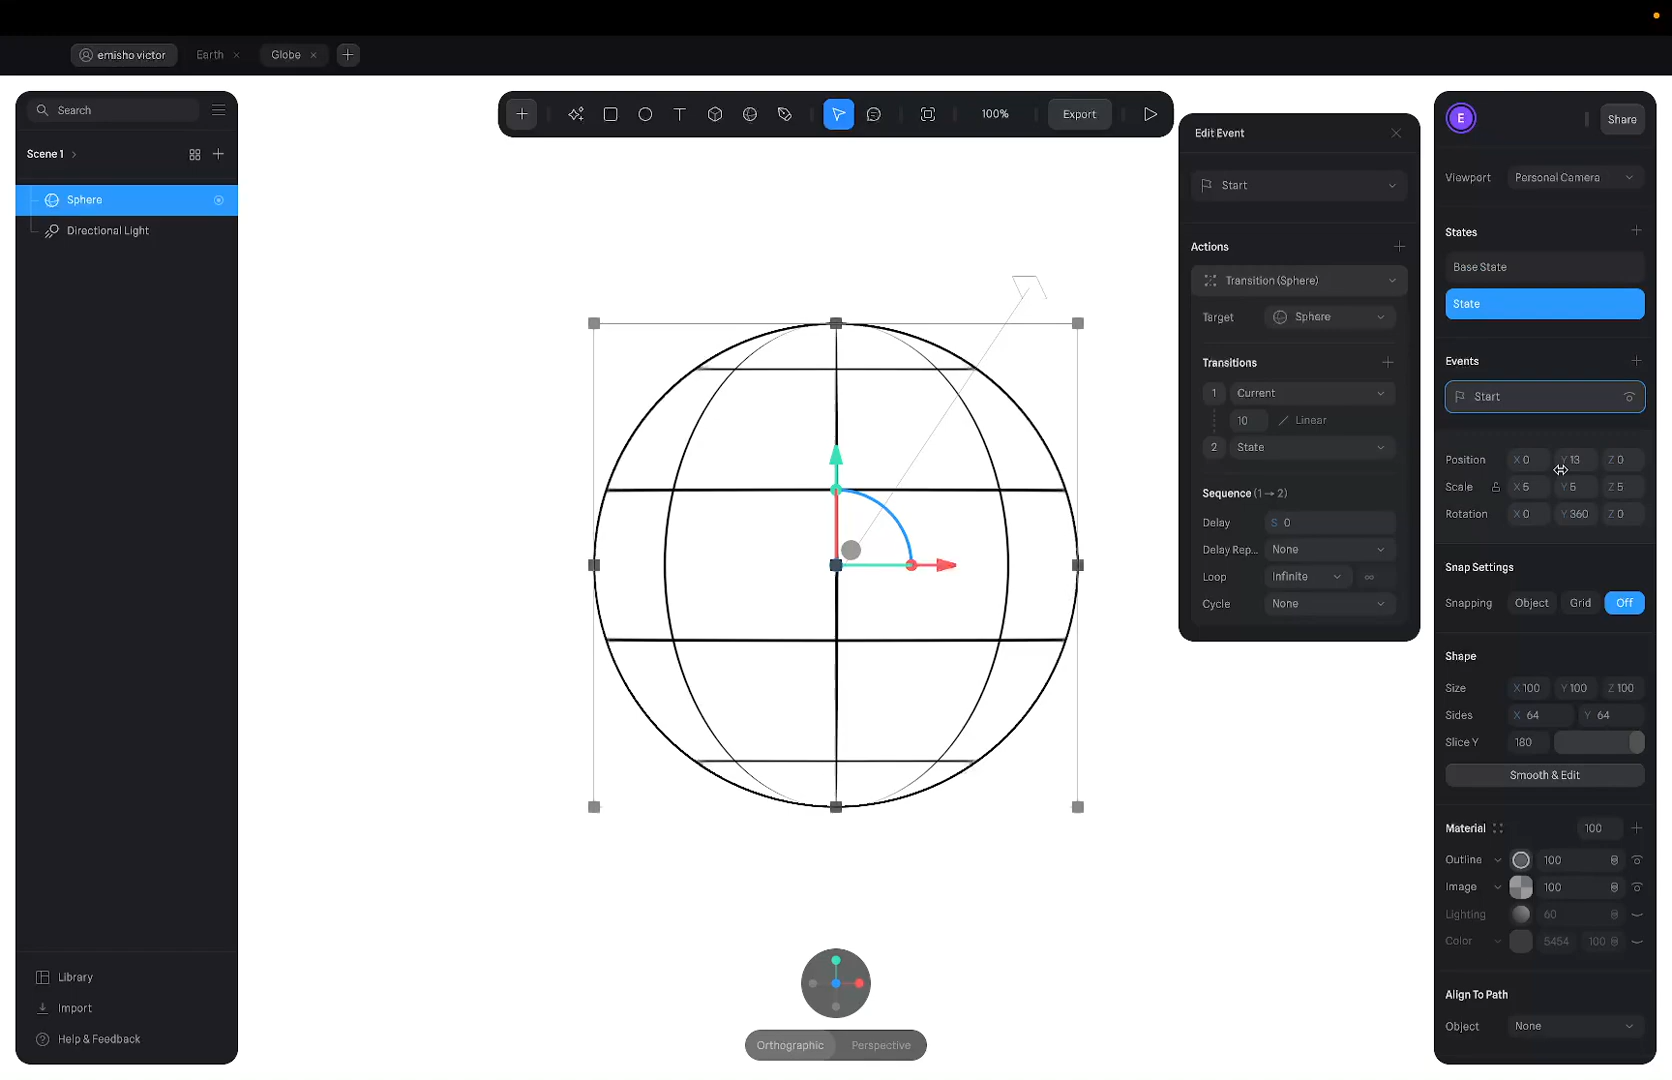 emisho victor
Earth ×
Globe ×
Search
Scene 1
Sphere
Directional Light
Library
Import
Help & Feedback
T
100%
Export
Orthographic
Perspective
Edit Event
Start
Actions
Transition (Sphere)
Target Sphere
Transitions
1 Current
10 Linear
2 State
Sequence (1 → 2)
Delay S 0
Delay Rep... None
Loop Infinite ∞
Cycle None
E
Share
Viewport Personal Camera
States
Base State
State
Events
Start
Position X 0 Y 13 Z 0
Scale X 5 Y 5 Z 5
Rotation X 0 Y 360 Z 0
Snap Settings
Snapping Object Grid Off
Shape
Size X 100 Y 100 Z 100
Sides X 64 Y 64
Slice Y 180
Smooth & Edit
Material 100
Outline 100
Image 100
Lighting 60
Color 5454 100
Align To Path
Object None